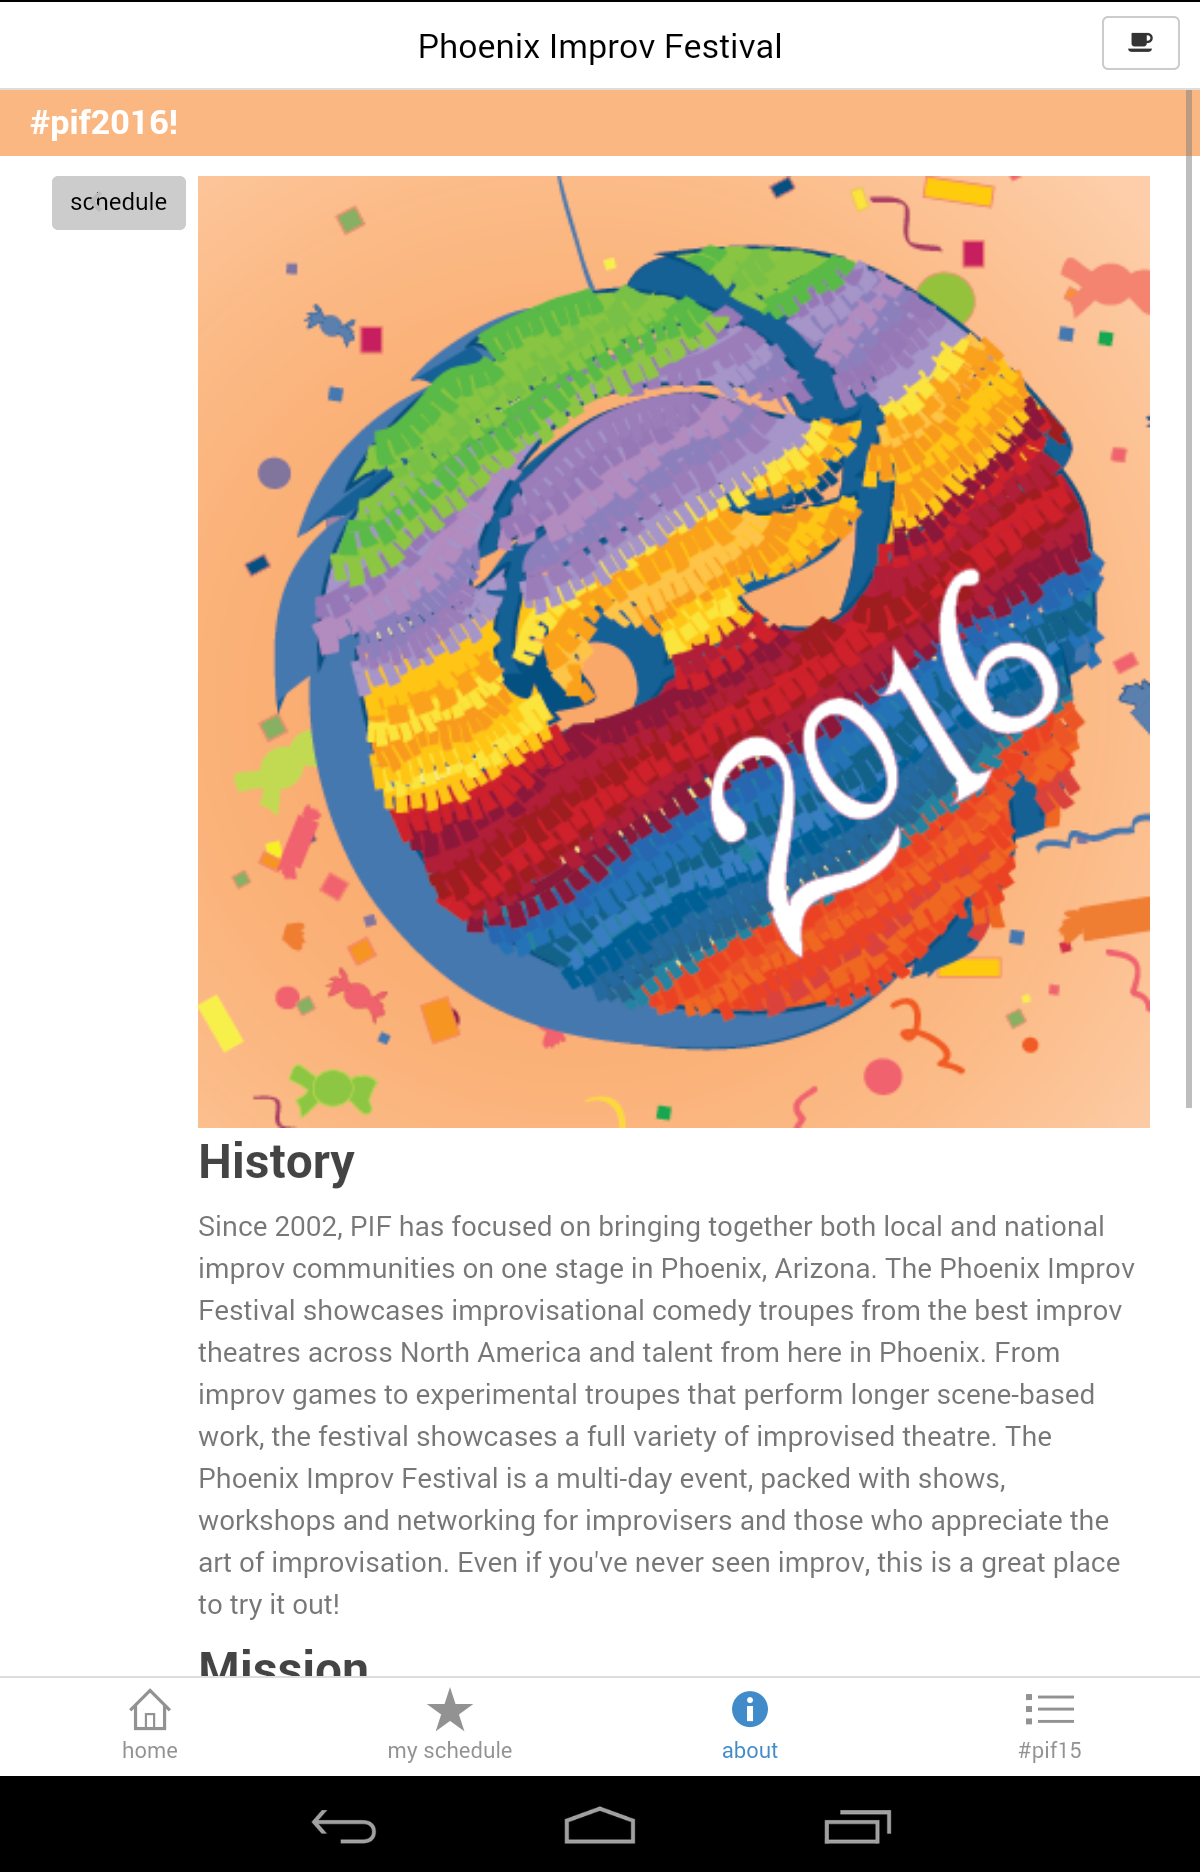 Phoenix Improv Festival
#pif2016!
schedule
2016
History
Since 2002, PIF has focused on bringing together both local and national
improv communities on one stage in Phoenix, Arizona. The Phoenix Improv
Festival showcases improvisational comedy troupes from the best improv
theatres across North America and talent from here in Phoenix. From
improv games to experimental troupes that perform longer scene-based
work, the festival showcases a full variety of improvised theatre. The
Phoenix Improv Festival is a multi-day event, packed with shows,
workshops and networking for improvisers and those who appreciate the
art of improvisation. Even if you've never seen improv, this is a great place
to try it out!
Mission
home
my schedule
about
#pif15